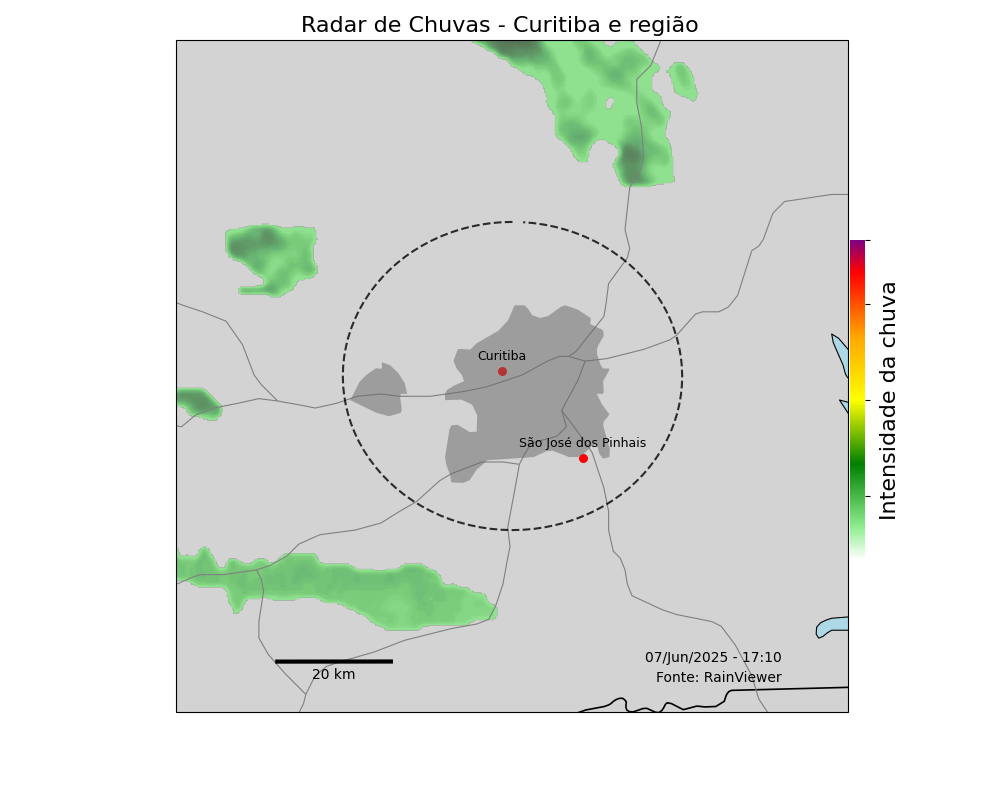 Radar de Chuvas - Curitiba e região
Curitiba
São José dos Pinhais
Intensidade da chuva
07/Jun/2025 - 17:10
Fonte: RainViewer
20 km